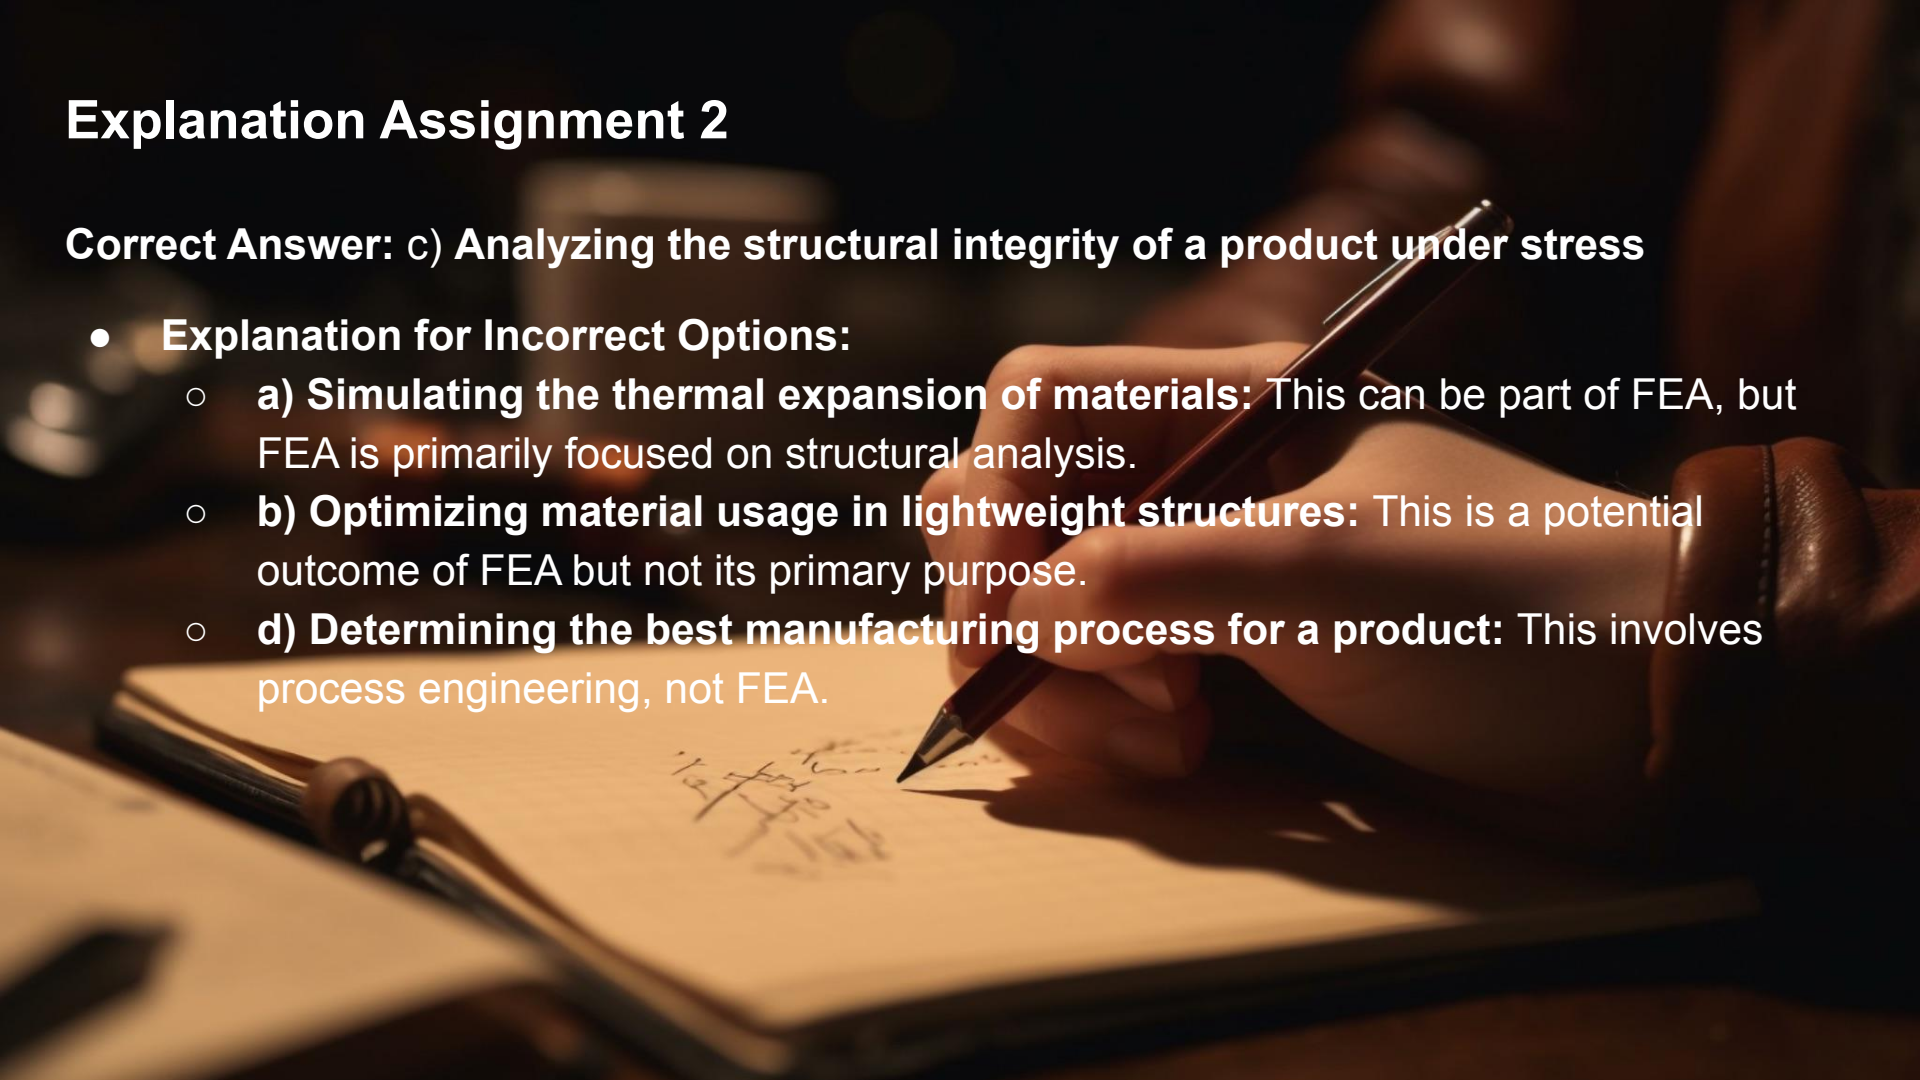 Explanation Assignment 2
Correct Answer: c) Analyzing the structural integrity of a product under stress
● Explanation for Incorrect Options:
○ a) Simulating the thermal expansion of materials: This can be part of FEA, but
FEA is primarily focused on structural analysis.
○ b) Optimizing material usage in lightweight structures: This is a potential
outcome of FEA but not its primary purpose.
○ d) Determining the best manufacturing process for a product: This involves
process engineering, not FEA.